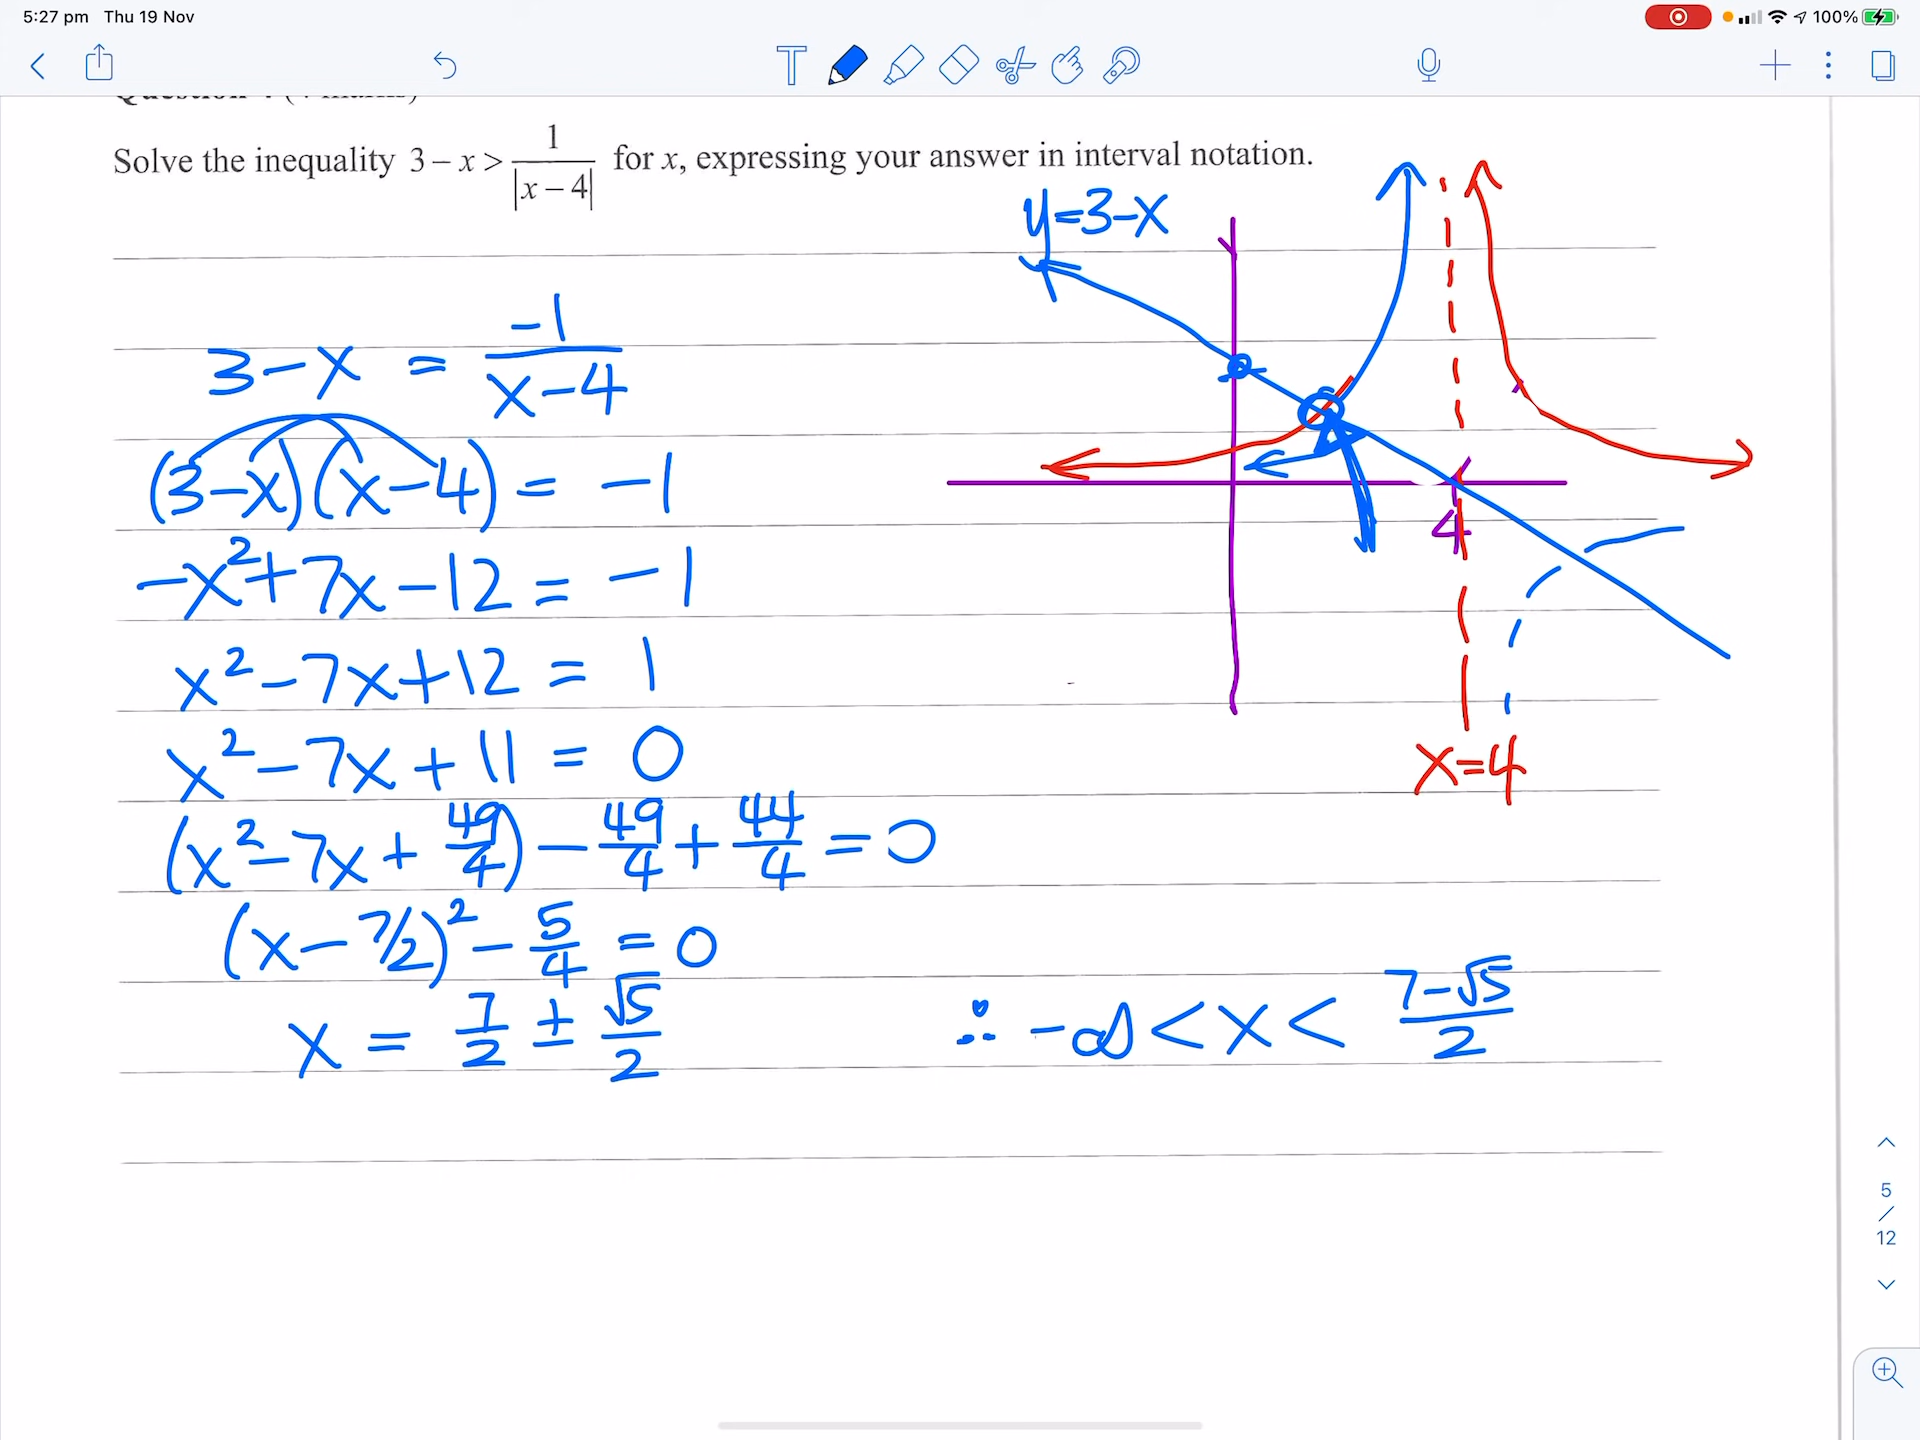 5:27 pm Thu 19 Nov
100%
Solve the inequality 3 – x > 1/|x – 4| for x, expressing your answer in interval notation.
y=3-x
3-x = -1/(x-4)
(3-x)(x-4) = -1
-x²+7x-12 = -1
4
x²-7x+12 = 1
x²-7x+11 = 0
x=4
(x²-7x+49/4)-49/4+44/4=0
(x-7/2)²-5/4=0
x = 7/2 ± √5/2
∴ -∞<x<(7-√5)/2
5
/
12